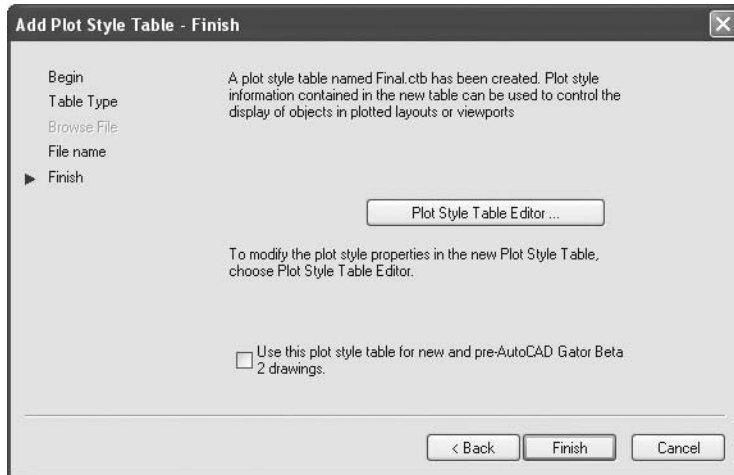 Add Plot Style Table - Finish
Begin
Table Type
Browse File
File name
Finish
A plot style table named Final.ctb has been created. Plot style
information contained in the new table can be used to control the
display of objects in plotted layouts or viewports
Plot Style Table Editor ...
To modify the plot style properties in the new Plot Style Table,
choose Plot Style Table Editor.
Use this plot style table for new and pre-AutoCAD Gator Beta
2 drawings.
< Back
Finish
Cancel